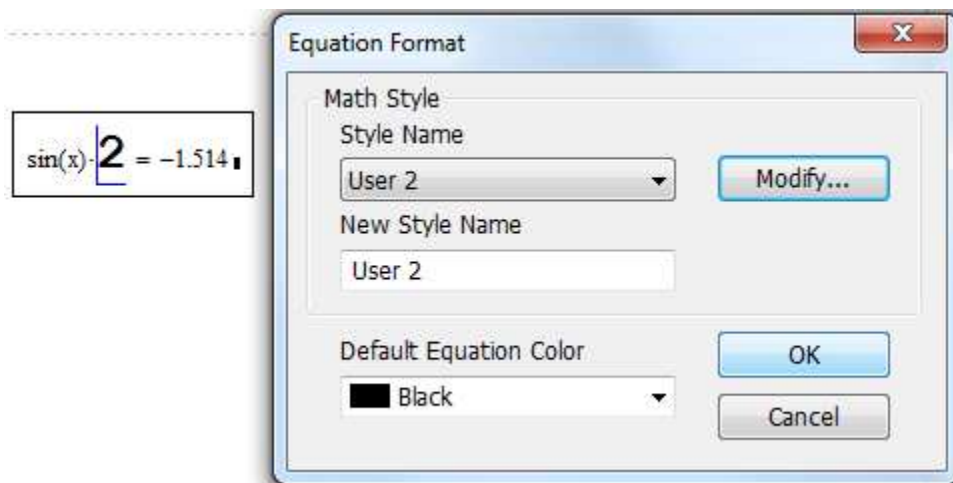 sin(x)·2 = −1.514
Equation Format
Math Style
Style Name
User 2
Modify...
New Style Name
User 2
Default Equation Color
Black
OK
Cancel